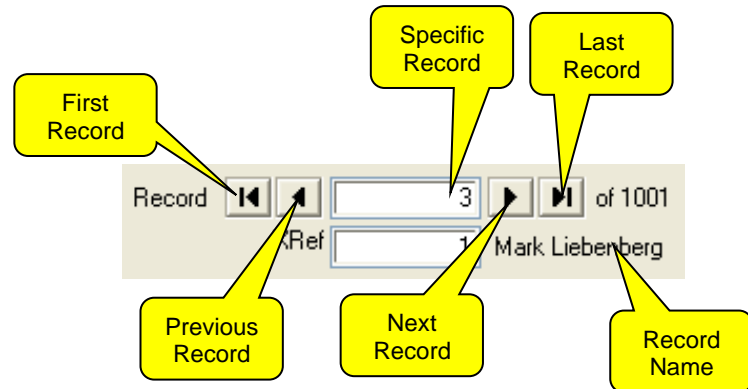 Specific
Record
Last
Record
First
Record
Record 3 of 1001
XRef 1 Mark Liebenberg
Previous
Record
Next
Record
Record
Name